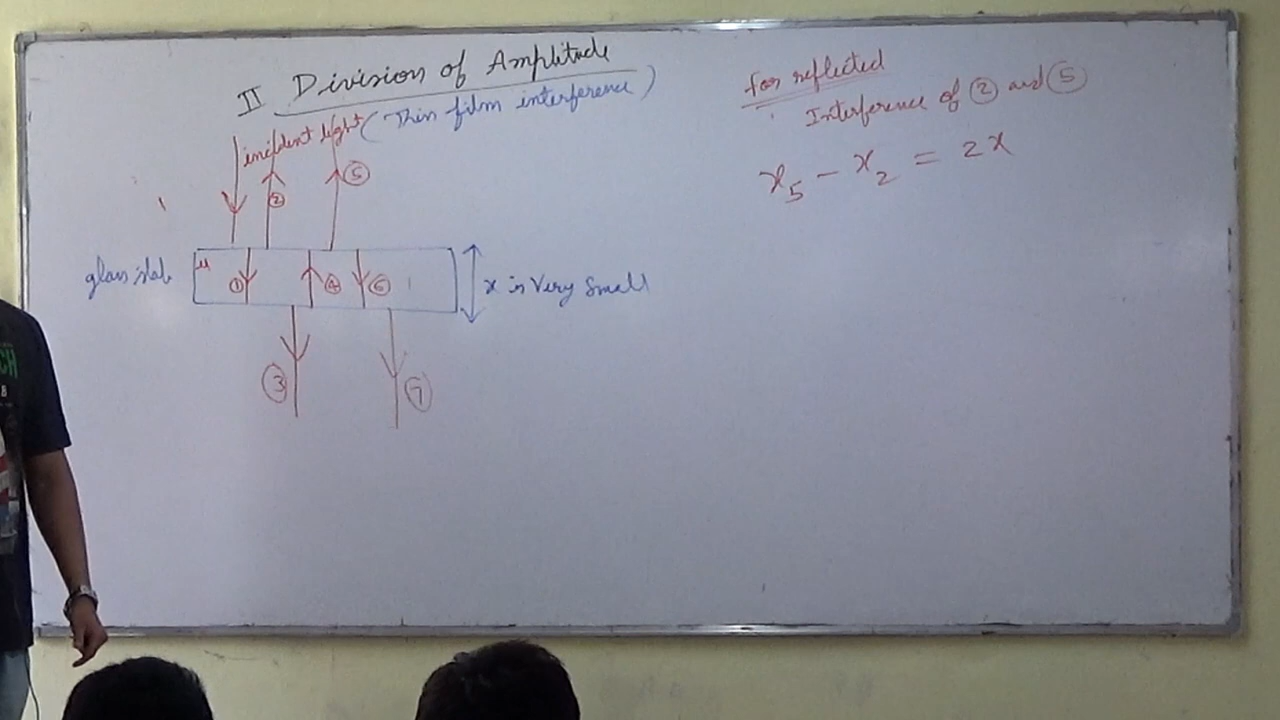 II Division of Amplitude
(Thin film interference)
incident light
② ⑤
glass slab μ ① ④ ⑥ x is Very Small
③ ⑦
for reflected
Interference of ② and ⑤
x₅ - x₂ = 2x
CH